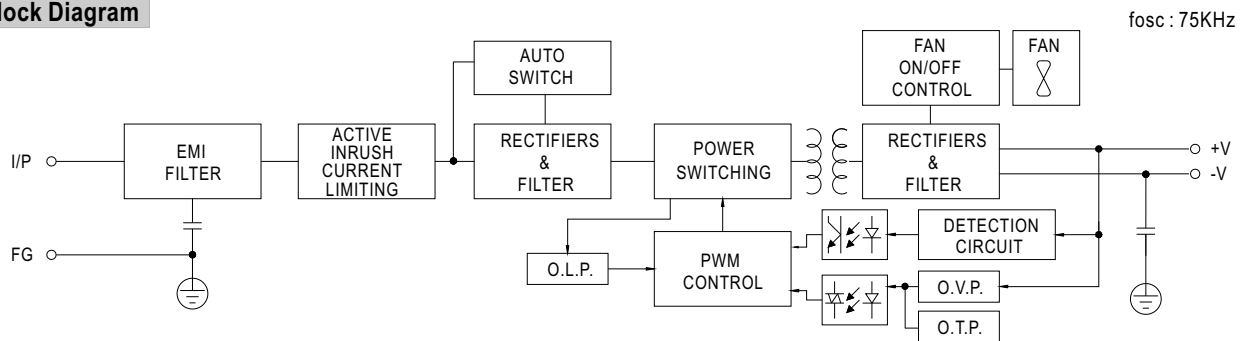 lock Diagram
fosc : 75KHz
AUTO
SWITCH
FAN
ON/OFF
CONTROL
FAN
I/P
EMI
FILTER
ACTIVE
INRUSH
CURRENT
LIMITING
RECTIFIERS
&
FILTER
POWER
SWITCHING
RECTIFIERS
&
FILTER
+V
-V
FG
O.L.P.
PWM
CONTROL
DETECTION
CIRCUIT
O.V.P.
O.T.P.